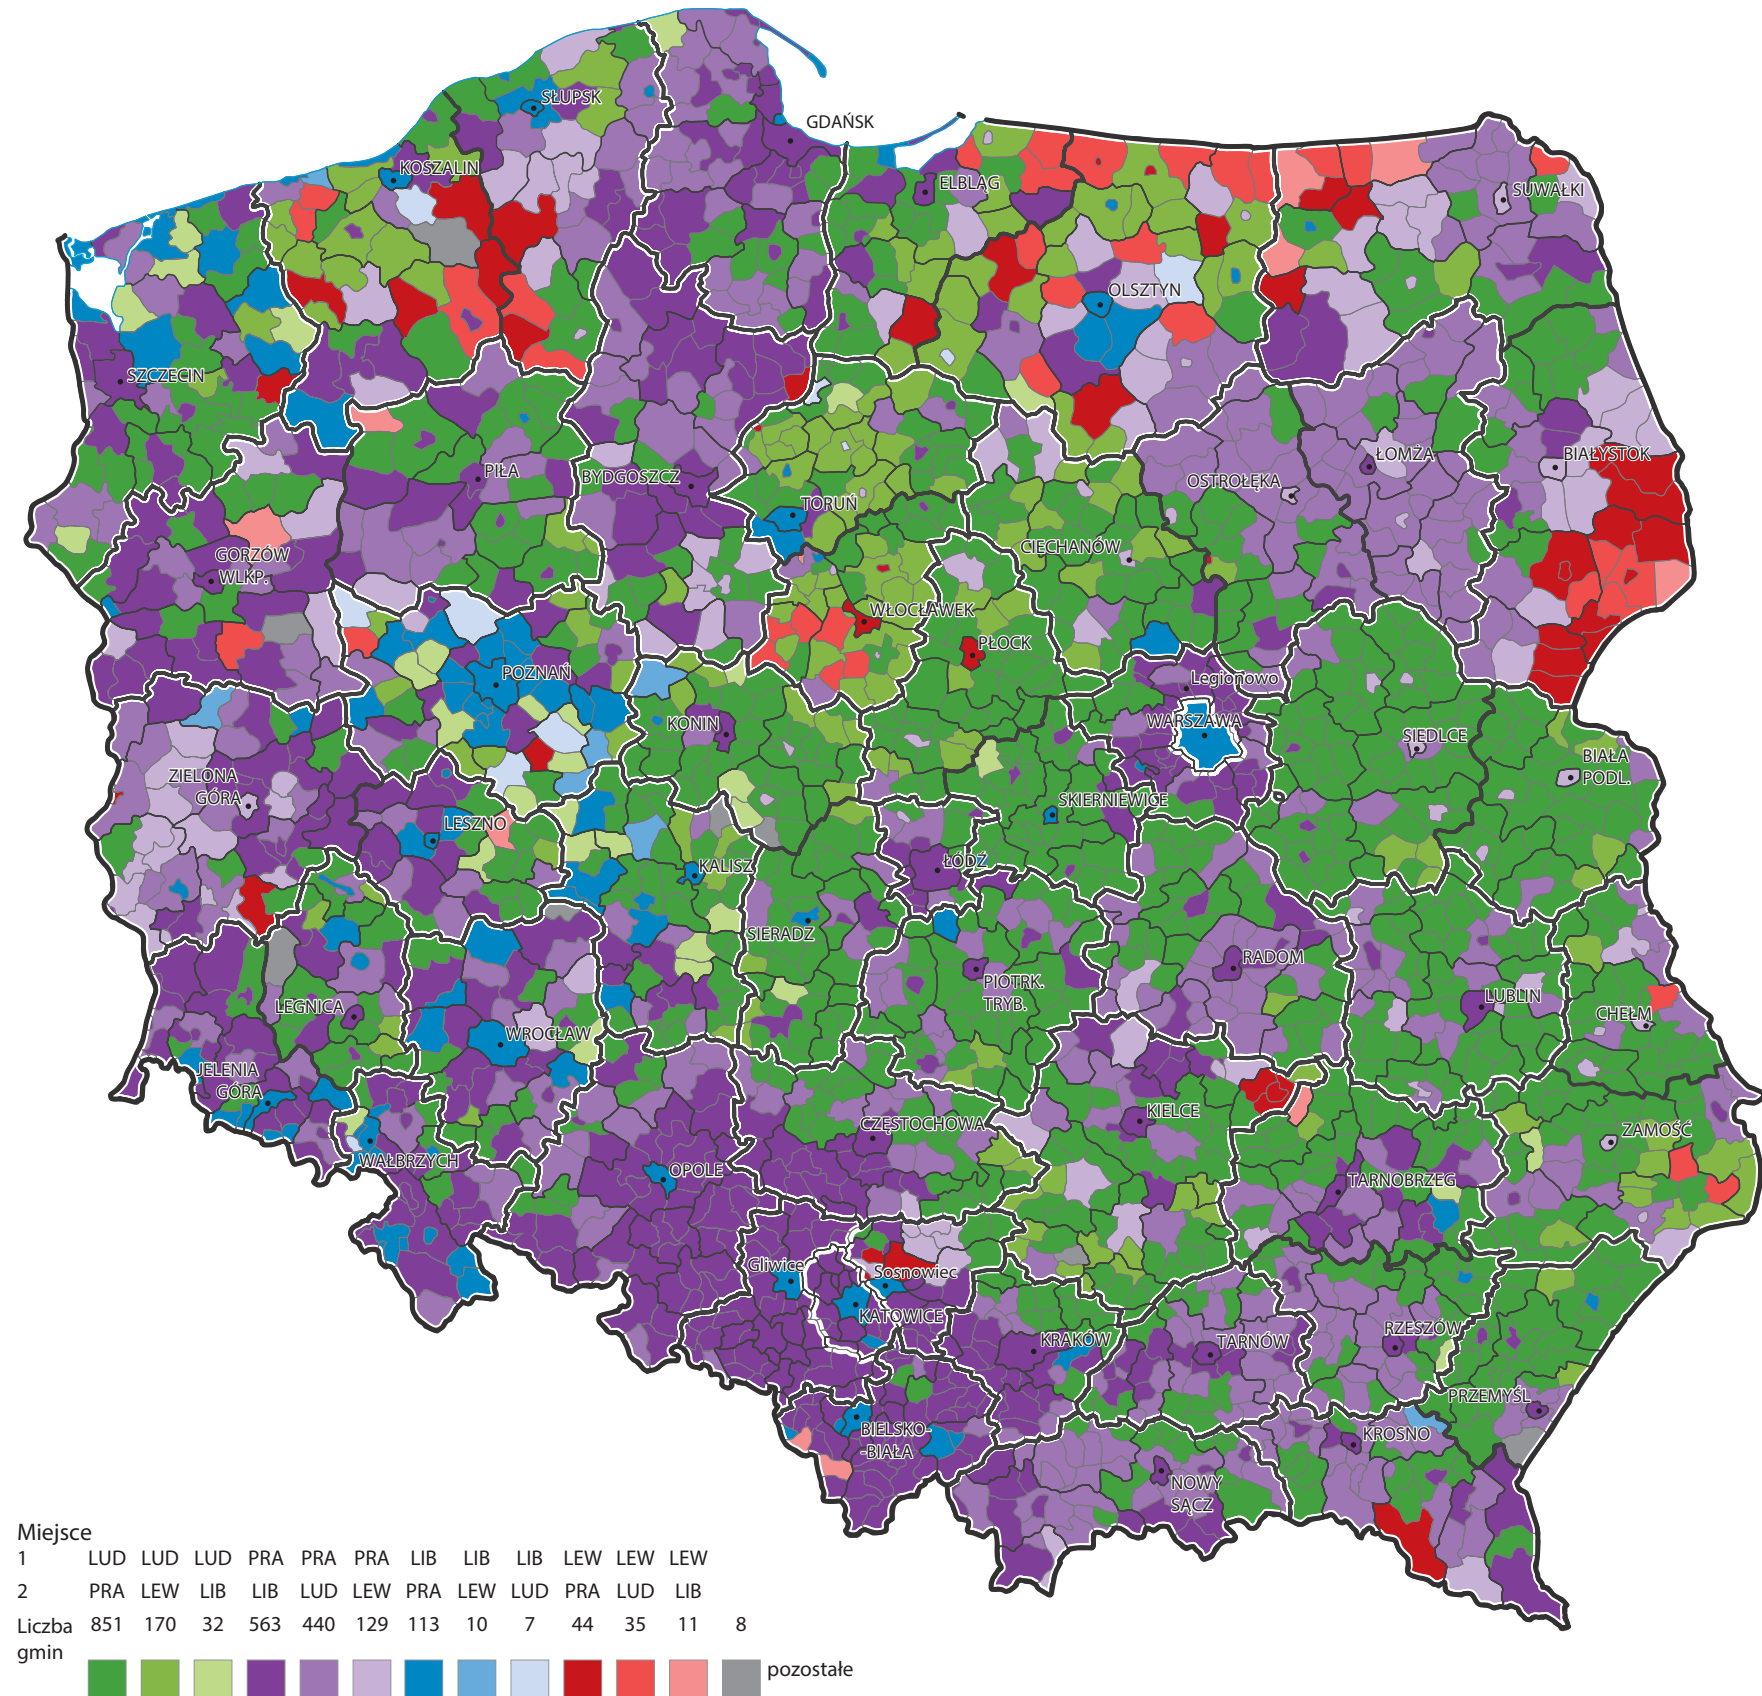 SŁUPSK
GDAŃSK
KOSZALIN
ELBLĄG
SUWAŁKI
OLSZTYN
SZCZECIN
BIAŁYSTOK
ŁOMŻA
PIŁA
BYDGOSZCZ
OSTROŁĘKA
TORUŃ
GORZÓW
WLKP.
CIECHANÓW
WŁOCŁAWEK
PŁOCK
POZNAŃ
Legionowo
KONIN
WARSZAWA
SIEDLCE
BIAŁA
PODL.
ZIELONA
GÓRA
SKIERNIEWICE
LESZNO
KALISZ
ŁÓDŹ
SIERADZ
RADOM
PIOTRK.
TRYB.
LEGNICA
LUBLIN
CHEŁM
WROCŁAW
JELENIA
GÓRA
KIELCE
CZĘSTOCHOWA
ZAMOŚĆ
WAŁBRZYCH
OPOLE
TARNOBRZEG
Gliwice
Sosnowiec
KATOWICE
KRAKÓW
TARNÓW
RZESZÓW
PRZEMYŚL
BIELSKO-
-BIAŁA
KROSNO
NOWY
SĄCZ
Miejsce
1 LUD LUD LUD PRA PRA PRA LIB LIB LIB LEW LEW LEW
2 PRA LEW LIB LIB LUD LEW PRA LEW LUD PRA LUD LIB
Liczba 851 170 32 563 440 129 113 10 7 44 35 11 8
gmin
pozostałe